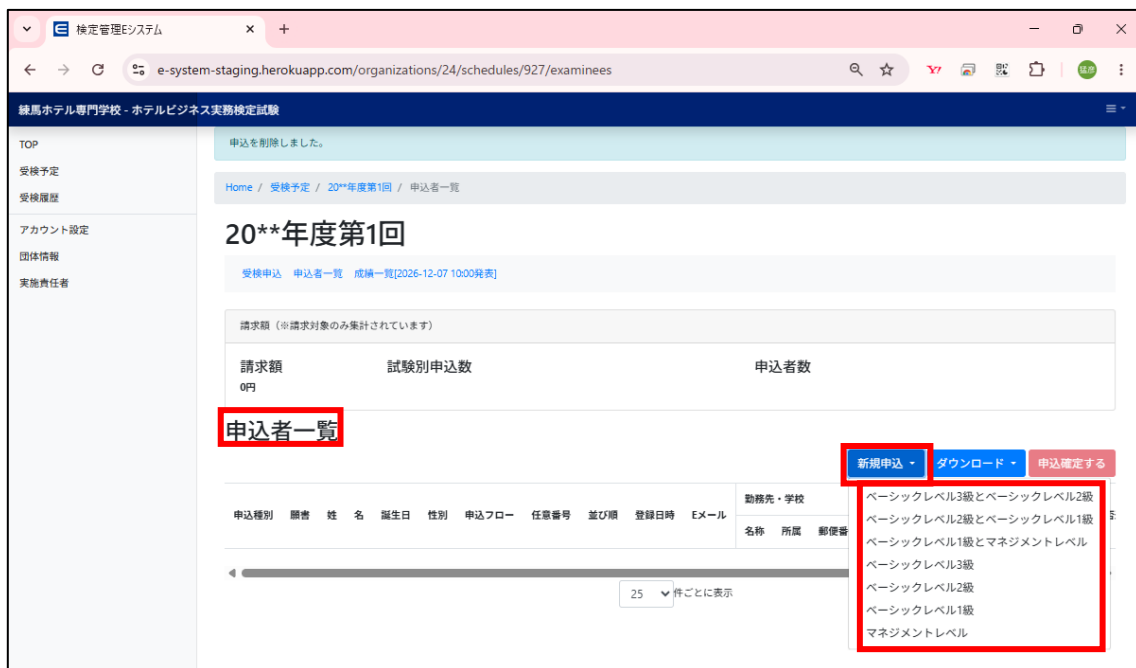 検定管理Eシステム
e-system-staging.herokuapp.com/organizations/24/schedules/927/examinees
練馬ホテル専門学校 - ホテルビジネス実務検定試験
TOP
受検予定
受検履歴
アカウント設定
団体情報
実施責任者
申込を削除しました。
Home / 受検予定 / 20**年度第1回 / 申込者一覧
20**年度第1回
受検申込 申込者一覧 成績一覧[2026-12-07 10:00発表]
請求額（※請求対象のみ集計されています）
請求額 試験別申込数 申込者数
0円
申込者一覧
新規申込 ダウンロード 申込確定する
ベーシックレベル3級とベーシックレベル2級
ベーシックレベル2級とベーシックレベル1級
ベーシックレベル1級とマネジメントレベル
ベーシックレベル3級
ベーシックレベル2級
ベーシックレベル1級
マネジメントレベル
申込種別 願書 姓 名 誕生日 性別 申込フロー 任意番号 並び順 登録日時 Eメール
勤務先・学校
名称 所属 郵便番
25 件ごとに表示